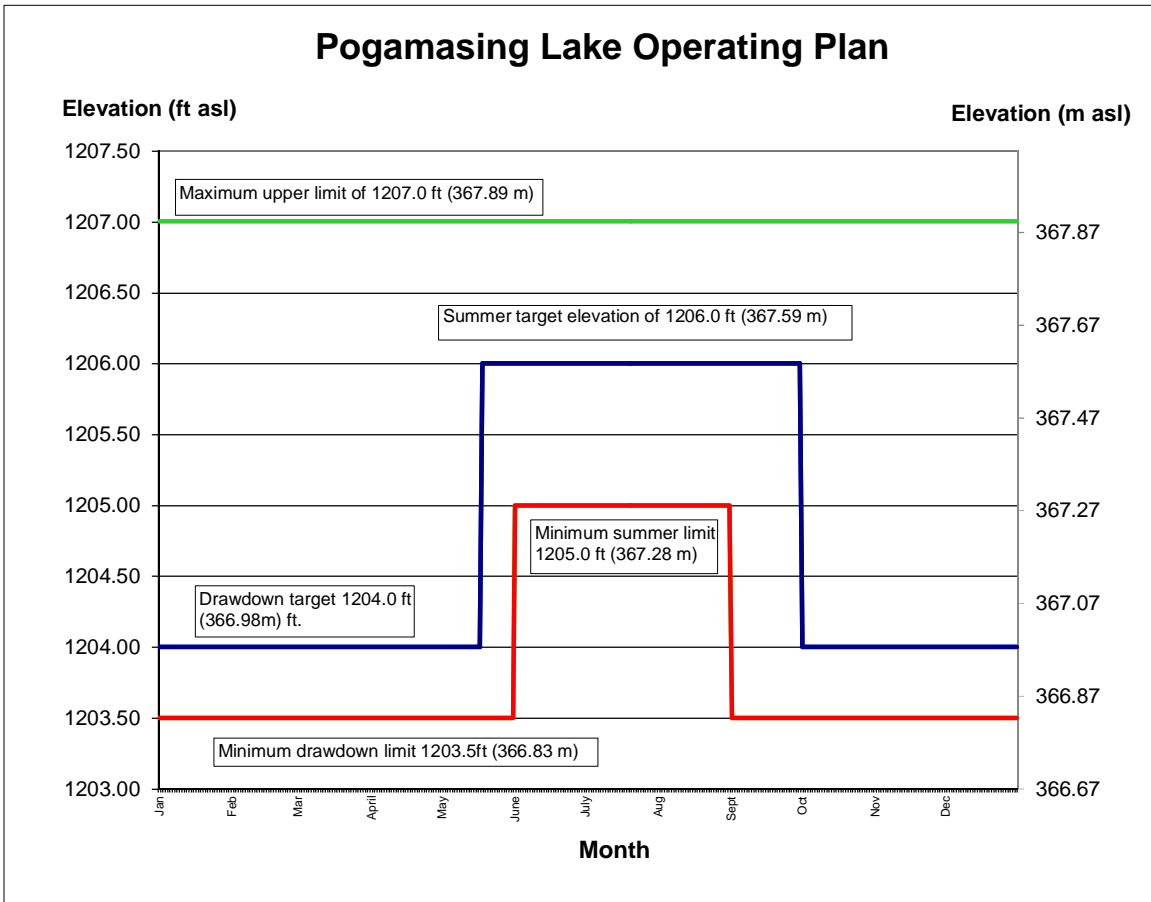 Pogamasing Lake Operating Plan
Elevation (ft asl)
Elevation (m asl)
1207.50
1207.00
1206.50
1206.00
1205.50
1205.00
1204.50
1204.00
1203.50
1203.00
Maximum upper limit of 1207.0 ft (367.89 m)
Summer target elevation of 1206.0 ft (367.59 m)
Minimum summer limit
1205.0 ft (367.28 m)
Drawdown target 1204.0 ft
(366.98m) ft.
Minimum drawdown limit 1203.5ft (366.83 m)
367.87
367.67
367.47
367.27
367.07
366.87
366.67
Jan
Feb
Mar
April
May
June
July
Aug
Sept
Oct
Nov
Dec
Month